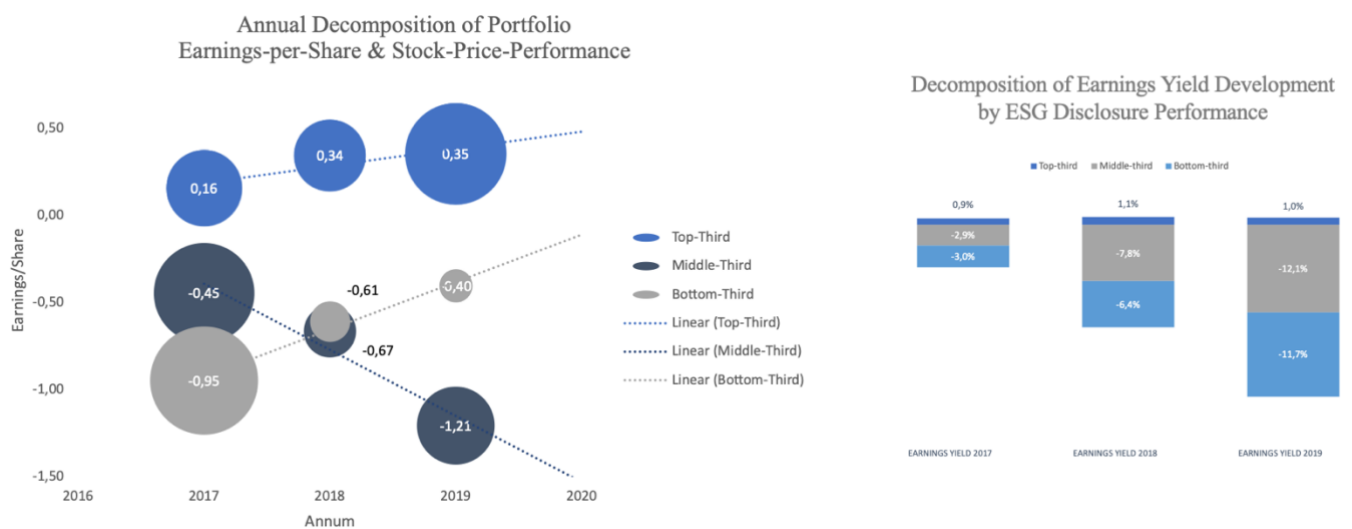 Annual Decomposition of Portfolio
Earnings-per-Share & Stock-Price-Performance
0,50
0,00
-0,50
-1,00
-1,50
Earnings/Share
2016
2017
2018
2019
2020
Annum
0,16
0,34
0,35
-0,45
-0,61
-0,67
-0,40
-0,95
-1,21
Top-Third
Middle-Third
Bottom-Third
Linear (Top-Third)
Linear (Middle-Third)
Linear (Bottom-Third)
Decomposition of Earnings Yield Development
by ESG Disclosure Performance
Top-third Middle-third Bottom-third
0,9%
1,1%
1,0%
-2,9%
-3,0%
-7,8%
-6,4%
-12,1%
-11,7%
EARNINGS YIELD 2017
EARNINGS YIELD 2018
EARNINGS YIELD 2019